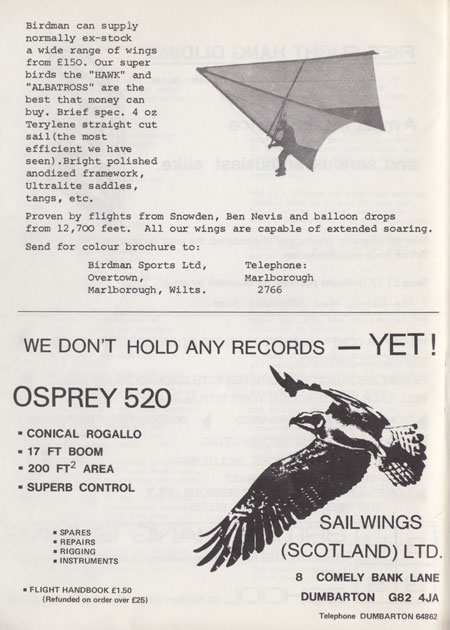 Birdman can supply
normally ex-stock
a wide range of wings
from £150. Our super
birds the "HAWK" and
"ALBATROSS" are the
best that money can
buy. Brief spec. 4 oz
Terylene straight cut
sail(the most
efficient we have
seen).Bright polished
anodized framework,
Ultralite saddles,
tangs, etc.
Proven by flights from Snowden, Ben Nevis and balloon drops
from 12,700 feet. All our wings are capable of extended soaring.
Send for colour brochure to:
Birdman Sports Ltd,
Overtown,
Marlborough, Wilts.
Telephone:
Marlborough
2766
WE DON'T HOLD ANY RECORDS — YET!
OSPREY 520
▪ CONICAL ROGALLO
▪ 17 FT BOOM
▪ 200 FT² AREA
▪ SUPERB CONTROL
▪ SPARES
▪ REPAIRS
▪ RIGGING
▪ INSTRUMENTS
▪ FLIGHT HANDBOOK £1.50
(Refunded on order over £25)
SAILWINGS
(SCOTLAND) LTD.
8 COMELY BANK LANE
DUMBARTON G82 4JA
Telephone DUMBARTON 64862